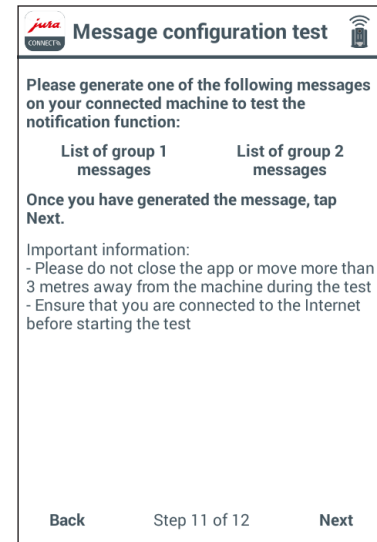 jura
CONNECT®
Message configuration test
Please generate one of the following messages
on your connected machine to test the
notification function:
List of group 1
messages
List of group 2
messages
Once you have generated the message, tap
Next.
Important information:
- Please do not close the app or move more than
3 metres away from the machine during the test
- Ensure that you are connected to the Internet
before starting the test
Back
Step 11 of 12
Next